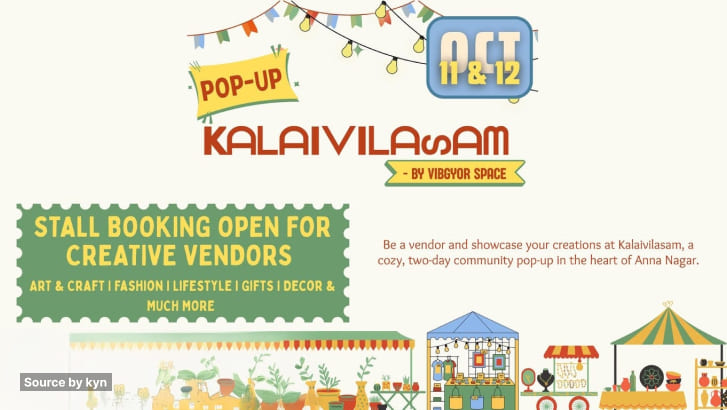 OCT
11 & 12
POP-UP
KALAIVILASAM
- BY VIBGYOR SPACE
STALL BOOKING OPEN FOR
CREATIVE VENDORS
ART & CRAFT | FASHION | LIFESTYLE | GIFTS | DECOR &
MUCH MORE
Be a vendor and showcase your creations at Kalaivilasam, a
cozy, two-day community pop-up in the heart of Anna Nagar.
Source by kyn